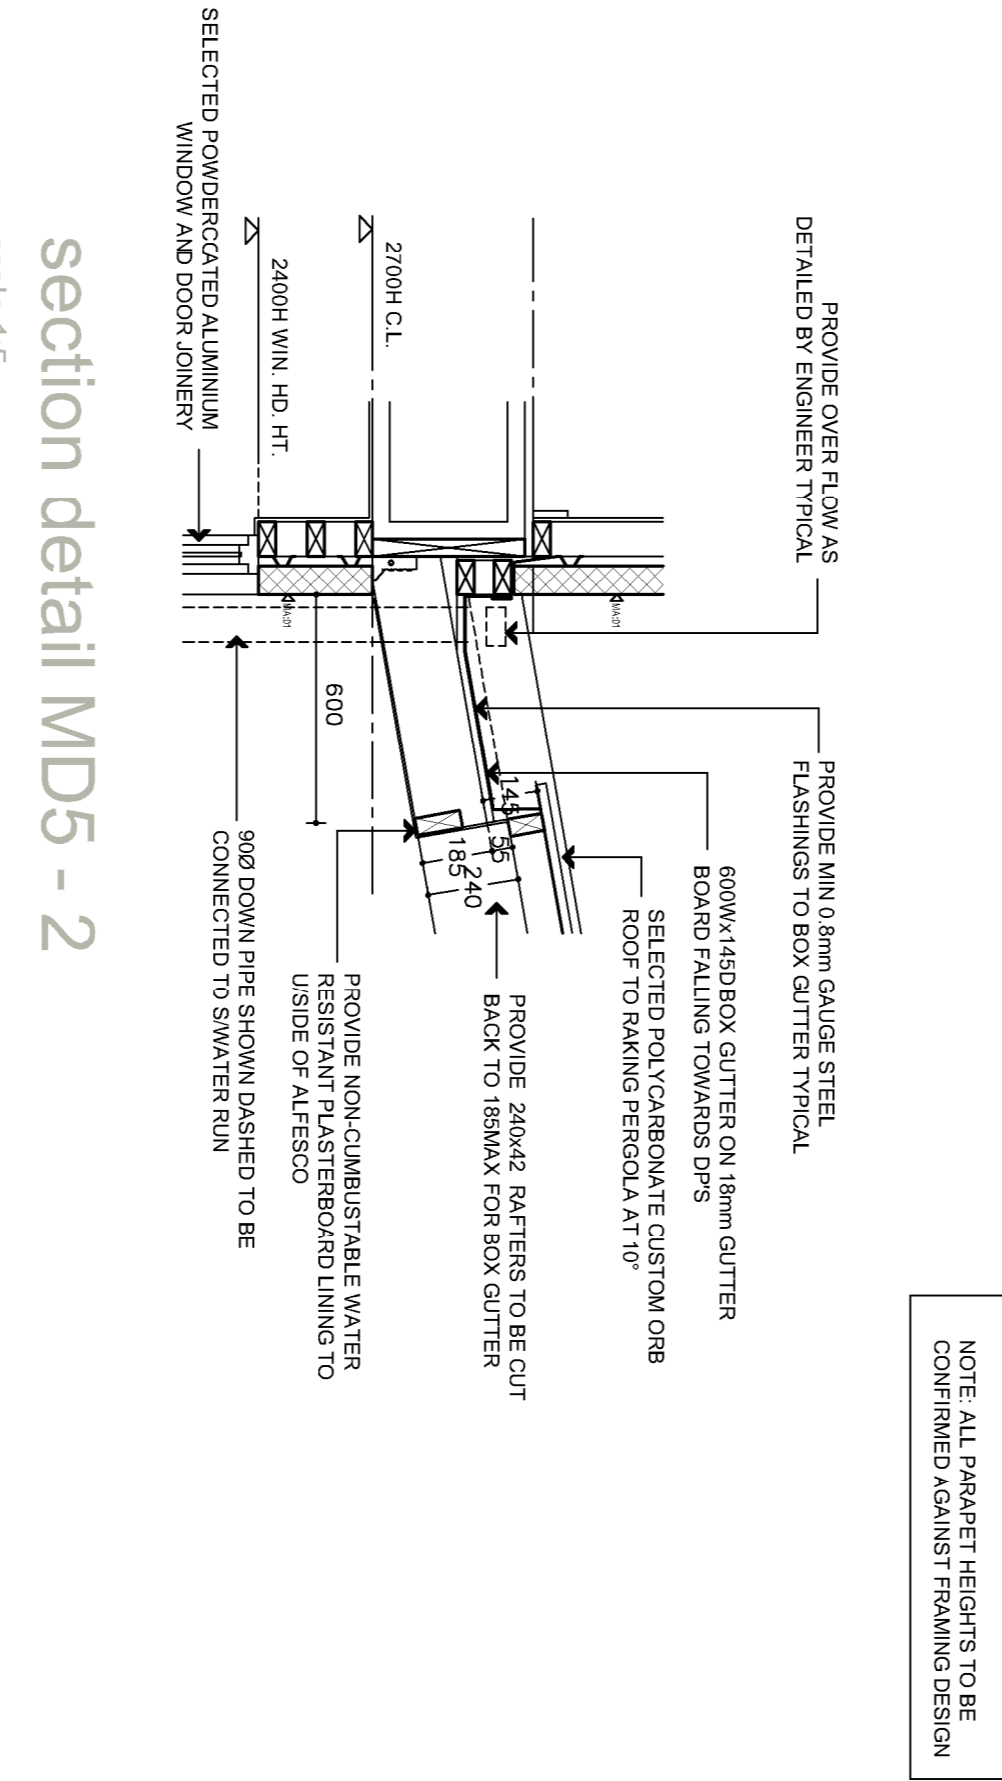 NOTE: ALL PARAPET HEIGHTS TO BE
CONFIRMED AGAINST FRAMING DESIGN
PROVIDE OVER FLOW AS
DETAILED BY ENGINEER TYPICAL
PROVIDE MIN 0.8mm GAUGE STEEL
FLASHINGS TO BOX GUTTER TYPICAL
600Wx145DBOX GUTTER ON 18mm GUTTER
BOARD FALLING TOWARDS DP'S
SELECTED POLYCARBONATE CUSTOM ORB
ROOF TO RAKING PERGOLA AT 10°
PROVIDE 240x42 RAFTERS TO BE CUT
BACK TO 185MAX FOR BOX GUTTER
145
55
185
240
MA:01
2700H C.L.
600
PROVIDE NON-CUMBUSTABLE WATER
RESISTANT PLASTERBOARD LINING TO
U/SIDE OF ALFESCO
2400H WIN. HD. HT.
MA:01
90Ø DOWN PIPE SHOWN DASHED TO BE
CONNECTED TO S/WATER RUN
SELECTED POWDERCOATED ALUMINIUM
WINDOW AND DOOR JOINERY
section detail MD5 - 2